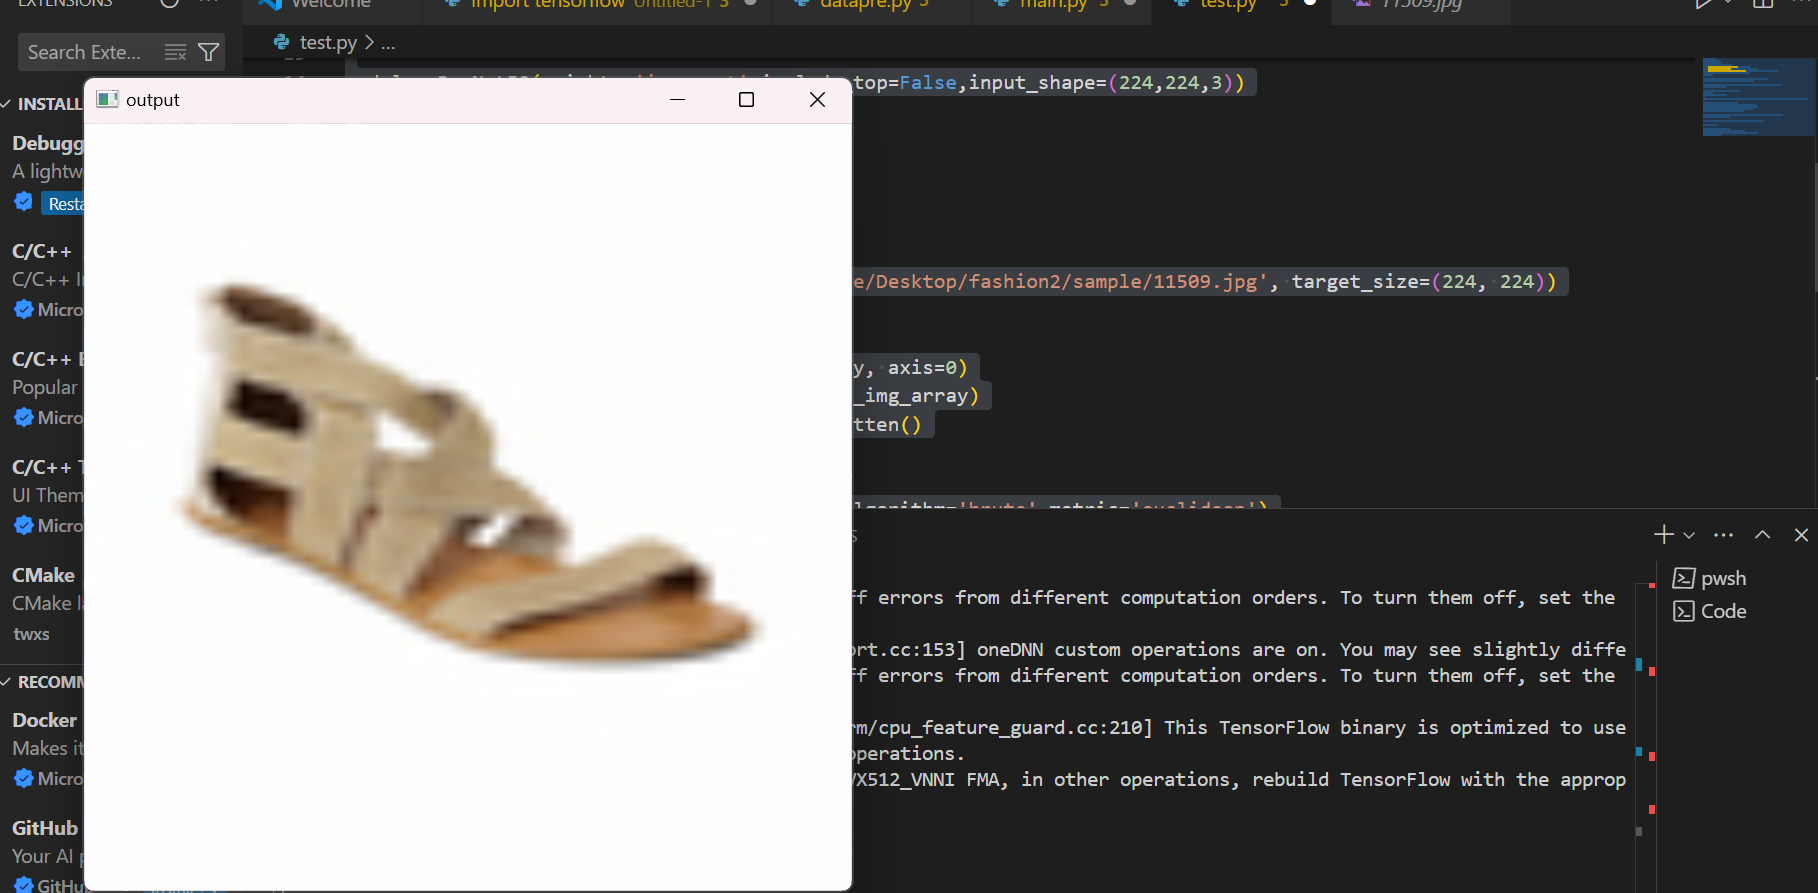 EXTENSIONS
Welcome
import tensorflow Untitled-1 3
datapre.py 3
main.py 3
test.py 3
11509.jpg
Search Exte...
test.py > ...
top=False,input_shape=(224,224,3))
output
INSTALL
Debugg
A lightw
Resta
C/C++
C/C++ I
Micro
e/Desktop/fashion2/sample/11509.jpg', target_size=(224, 224))
C/C++ E
Popular
Micro
y, axis=0)
_img_array)
tten()
C/C++ T
UI Them
Micro
lgorithm='brute',metric='euclidean')
CMake
CMake la
twxs
S
pwsh
Code
ff errors from different computation orders. To turn them off, set the
ort.cc:153] oneDNN custom operations are on. You may see slightly diffe
ff errors from different computation orders. To turn them off, set the
RECOMM
Docker
Makes it
Micro
rm/cpu_feature_guard.cc:210] This TensorFlow binary is optimized to use
operations.
VX512_VNNI FMA, in other operations, rebuild TensorFlow with the approp
GitHub
Your AI p
GitHu